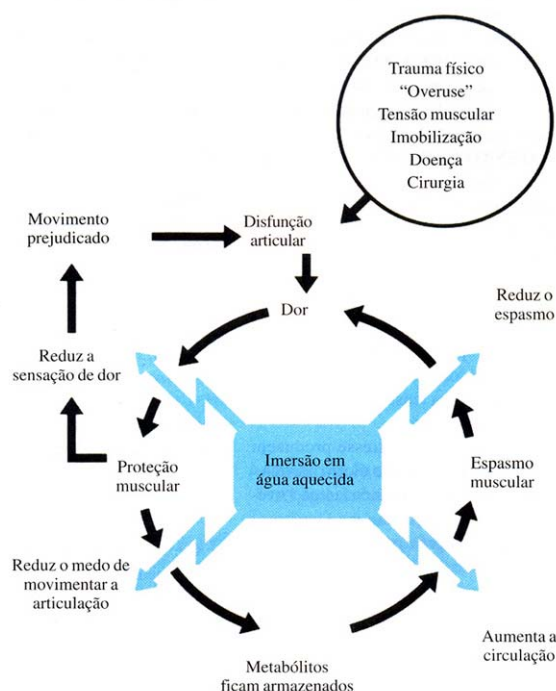 Trauma físico
“Overuse”
Tensão muscular
Imobilização
Doença
Cirurgia
Movimento
prejudicado
Disfunção
articular
Dor
Reduz o
espasmo
Reduz a
sensação de dor
Imersão em
água aquecida
Proteção
muscular
Espasmo
muscular
Reduz o medo de
movimentar a
articulação
Aumenta a
circulação
Metabólitos
ficam armazenados